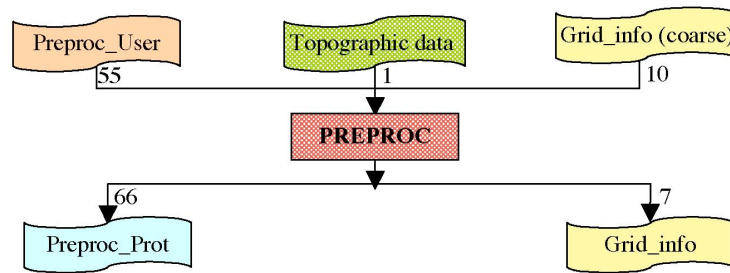 Preproc_User
Topographic data
Grid_info (coarse)
55
1
10
PREPROC
66
7
Preproc_Prot
Grid_info